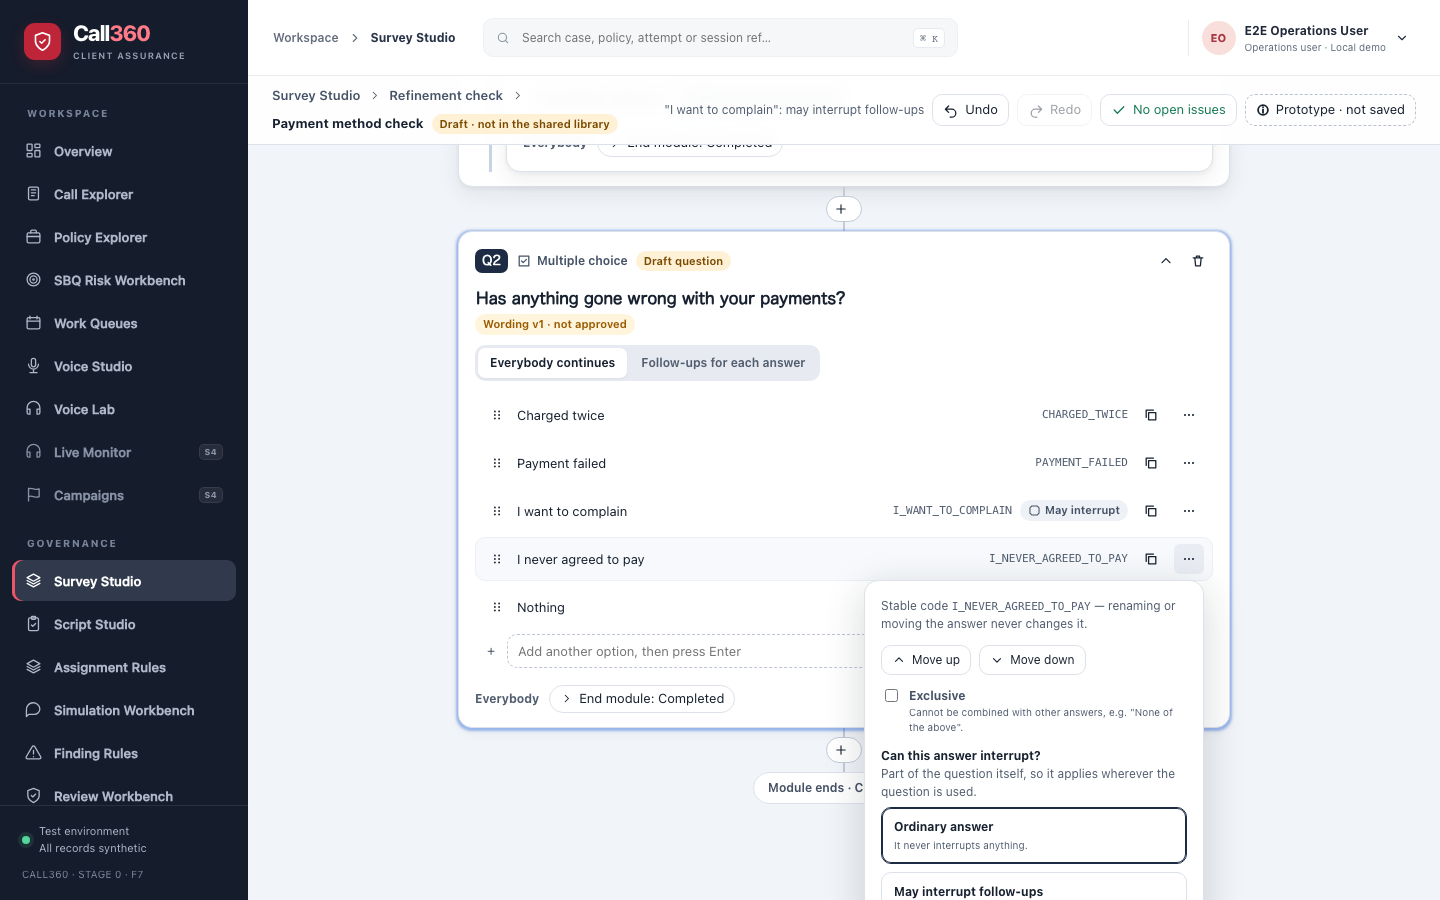 Call360
CLIENT ASSURANCE
WORKSPACE
Overview
Call Explorer
Policy Explorer
SBQ Risk Workbench
Work Queues
Voice Studio
Voice Lab
Live Monitor S4
Campaigns S4
GOVERNANCE
Survey Studio
Script Studio
Assignment Rules
Simulation Workbench
Finding Rules
Review Workbench
Test environment
All records synthetic
CALL360 · STAGE 0 · F7
Workspace > Survey Studio
Search case, policy, attempt or session ref... ⌘ K
EO
E2E Operations User
Operations user · Local demo
Survey Studio > Refinement check >
Payment method check Draft · not in the shared library
"I want to complain": may interrupt follow-ups
Undo
Redo
No open issues
Prototype · not saved
Everybody > End module: Completed
Q2 Multiple choice Draft question
Has anything gone wrong with your payments?
Wording v1 · not approved
Everybody continues Follow-ups for each answer
Charged twice CHARGED_TWICE
Payment failed PAYMENT_FAILED
I want to complain I_WANT_TO_COMPLAIN May interrupt
I never agreed to pay I_NEVER_AGREED_TO_PAY
Nothing
+ Add another option, then press Enter
Everybody > End module: Completed
Module ends · C
Stable code I_NEVER_AGREED_TO_PAY — renaming or
moving the answer never changes it.
Move up Move down
Exclusive
Cannot be combined with other answers, e.g. "None of
the above".
Can this answer interrupt?
Part of the question itself, so it applies wherever the
question is used.
Ordinary answer
It never interrupts anything.
May interrupt follow-ups